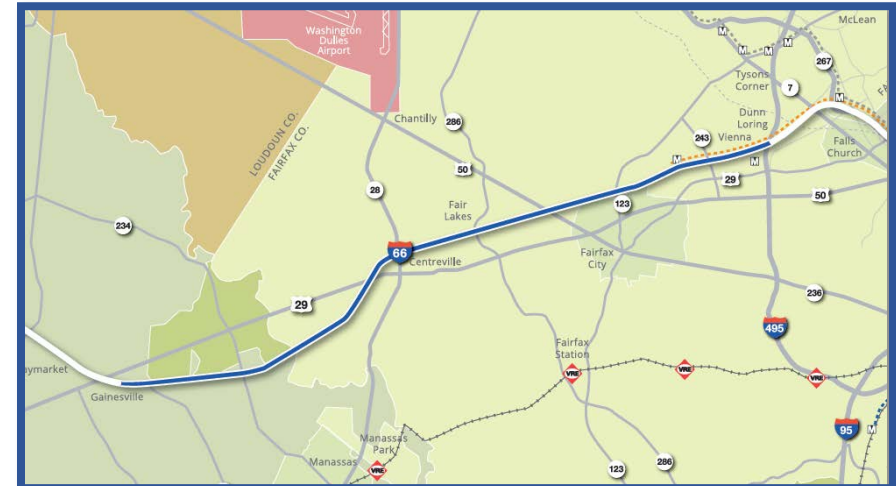 Washington
Dulles
Airport
McLean
M
M
M
M
267
Tysons
Corner
7
M
LOUDOUN CO.
FAIRFAX CO.
Chantilly
286
Dunn
Loring
243
Vienna
M
M
Falls
Church
50
29
28
234
Fair
Lakes
123
50
66
Centreville
Fairfax
City
29
236
495
Fairfax
Station
VRE
VRE
VRE
aymarket
Gainesville
95
M
Manassas
Park
Manassas
VRE
123
286